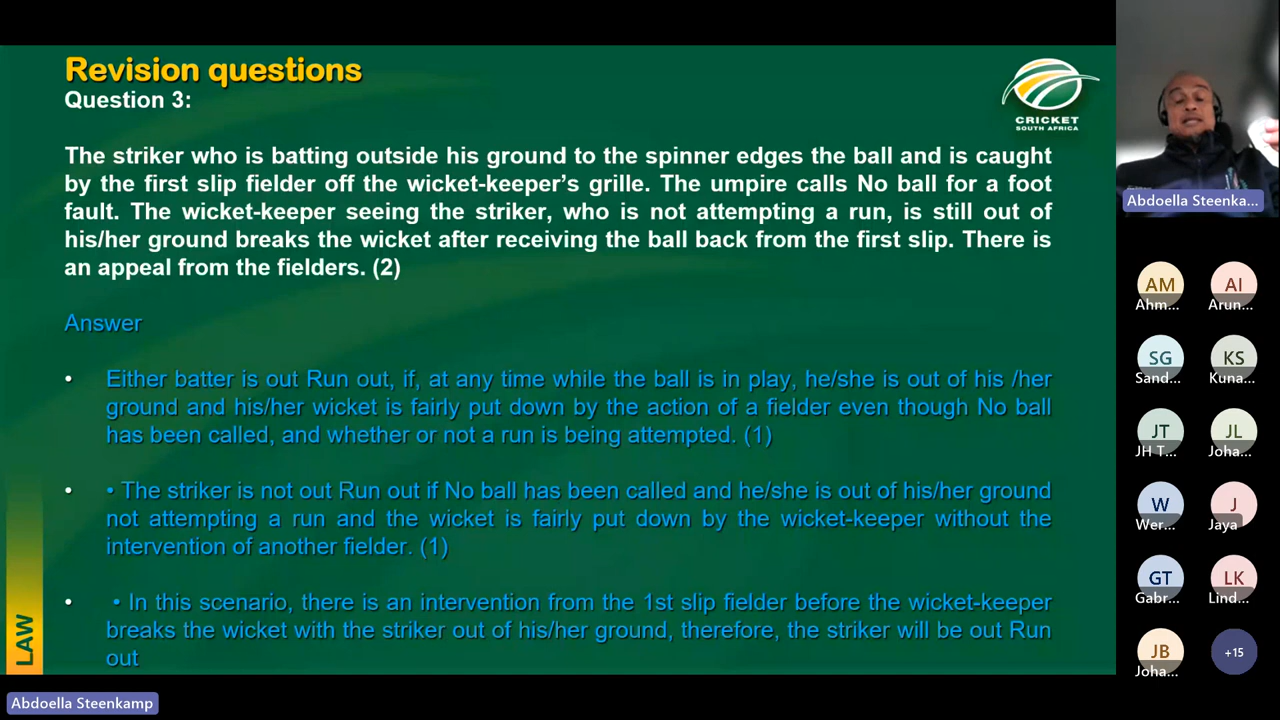 Revision questions
Question 3:
CRICKET
SOUTH AFRICA
The striker who is batting outside his ground to the spinner edges the ball and is caught
by the first slip fielder off the wicket-keeper’s grille. The umpire calls No ball for a foot
fault. The wicket-keeper seeing the striker, who is not attempting a run, is still out of
his/her ground breaks the wicket after receiving the ball back from the first slip. There is
an appeal from the fielders. (2)
Answer
• Either batter is out Run out, if, at any time while the ball is in play, he/she is out of his /her
ground and his/her wicket is fairly put down by the action of a fielder even though No ball
has been called, and whether or not a run is being attempted. (1)
• • The striker is not out Run out if No ball has been called and he/she is out of his/her ground
not attempting a run and the wicket is fairly put down by the wicket-keeper without the
intervention of another fielder. (1)
• • In this scenario, there is an intervention from the 1st slip fielder before the wicket-keeper
breaks the wicket with the striker out of his/her ground, therefore, the striker will be out Run
out
LAW
Abdoella Steenkamp
Abdoella Steenka...
AM
Ahm...
AI
Arun...
SG
Sand...
KS
Kuna...
JT
JH T...
JL
Joha...
W
Wer...
J
Jaya
GT
Gabr...
LK
Lind...
JB
Joha...
+15